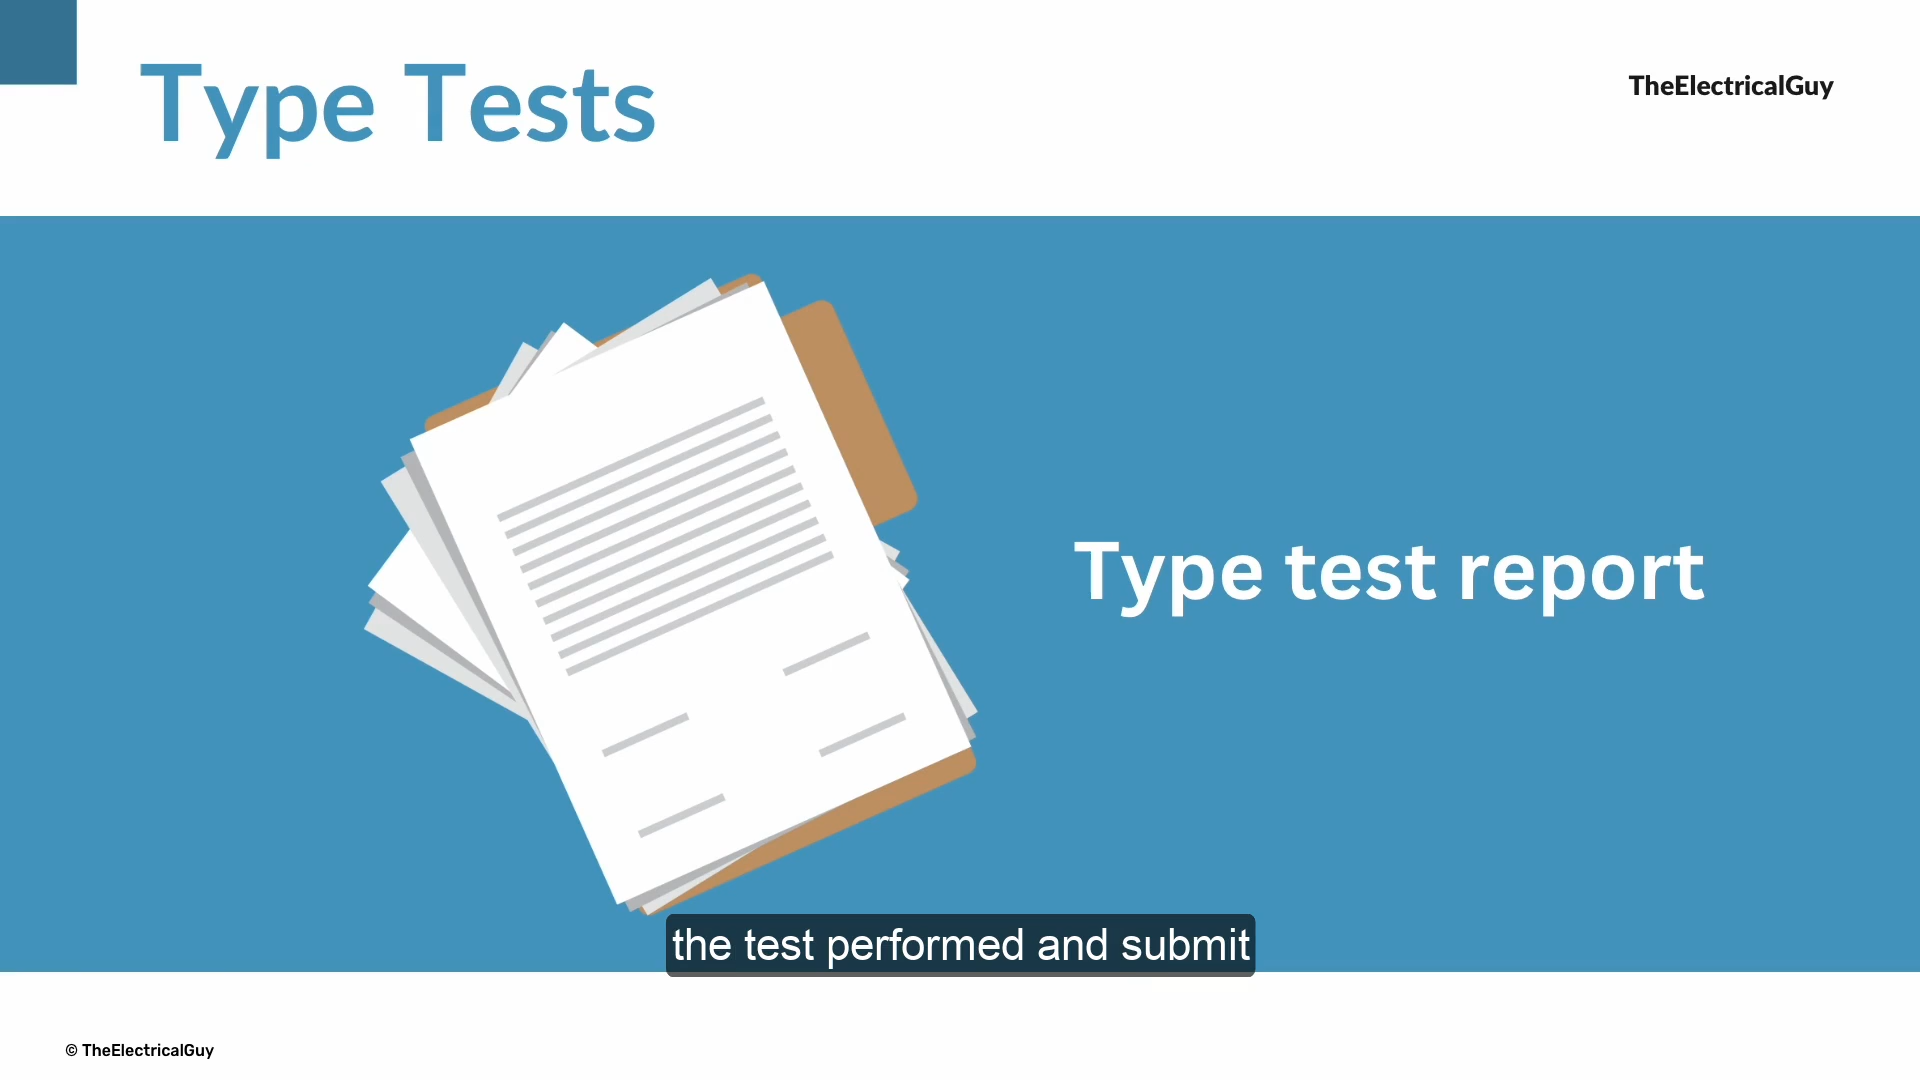 Type Tests
TheElectricalGuy
Type test report
the test performed and submit
© TheElectricalGuy